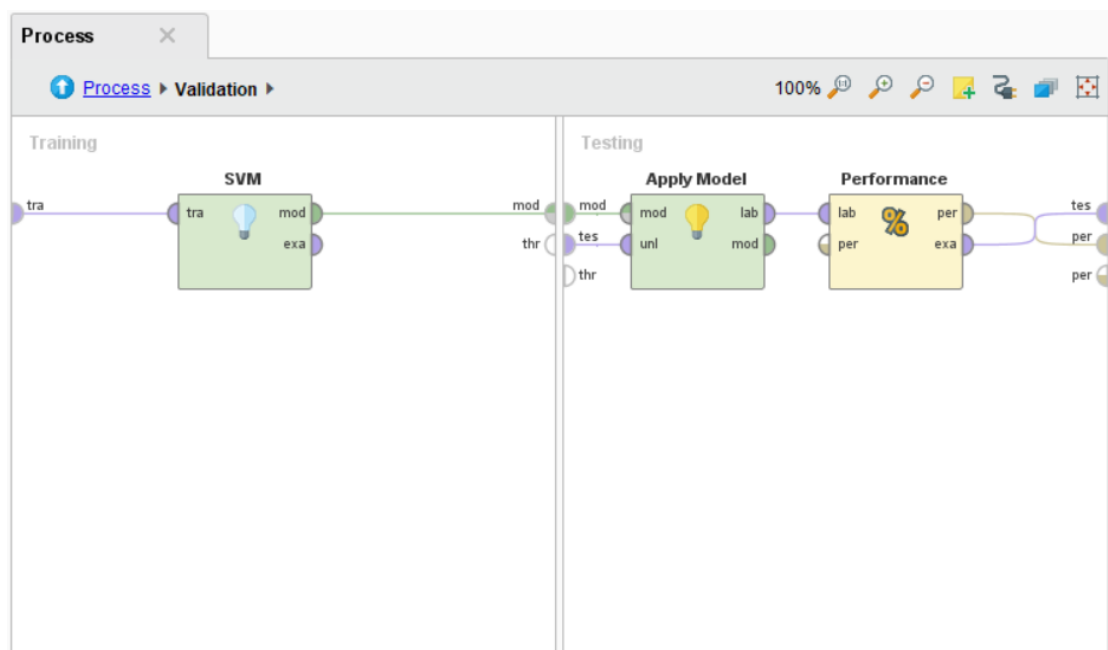 Process
Process Validation
100%
Training
Testing
SVM
Apply Model
Performance
tra
tra mod
exa
mod
thr
mod
tes
thr
mod lab
unl mod
lab per
per exa
tes
per
per